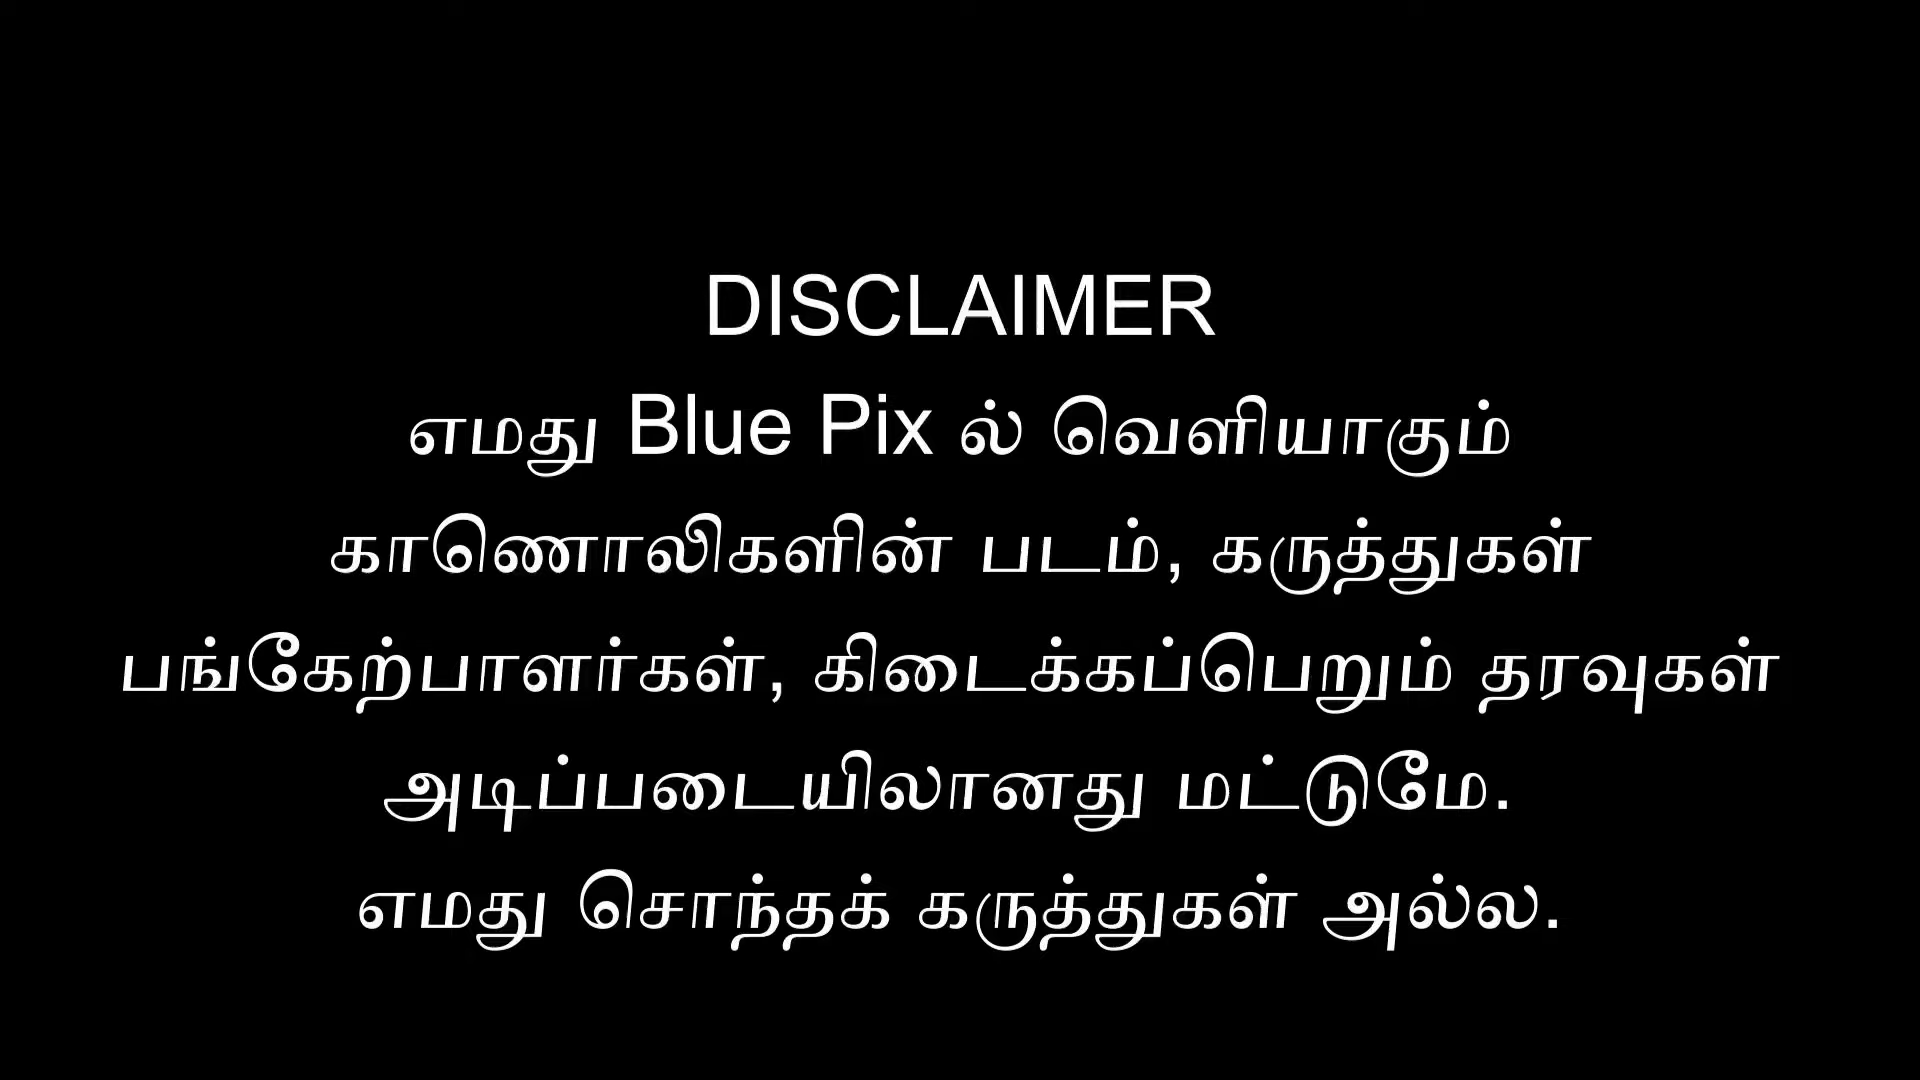 DISCLAIMER
எமது Blue Pix ல் வெளியாகும்
காணொலிகளின் படம், கருத்துகள்
பங்கேற்பாளர்கள், கிடைக்கப்பெறும் தரவுகள்
அடிப்படையிலானது மட்டுமே.
எமது சொந்தக் கருத்துகள் அல்ல.